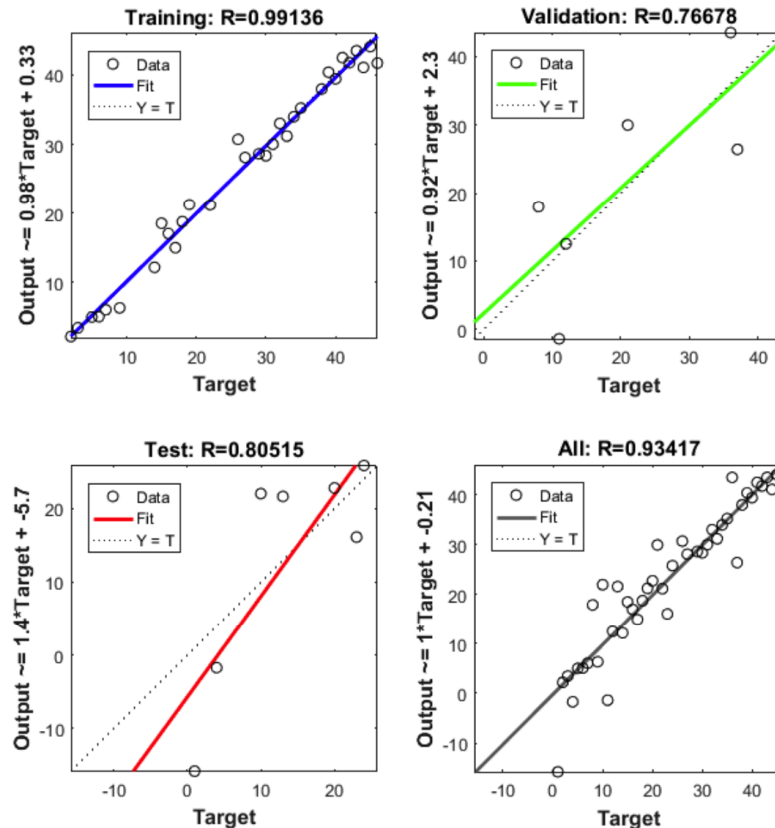 Training: R=0.99136
Output ~= 0.98*Target + 0.33
40
30
20
10
Data
Fit
Y = T
10
20
30
40
Target
Validation: R=0.76678
Output ~= 0.92*Target + 2.3
40
30
20
10
0
Data
Fit
Y = T
0
10
20
30
40
Target
Test: R=0.80515
Output ~= 1.4*Target + -5.7
20
10
0
-10
Data
Fit
Y = T
-10
0
10
20
Target
All: R=0.93417
Output ~= 1*Target + -0.21
40
30
20
10
0
-10
Data
Fit
Y = T
-10
0
10
20
30
40
Target